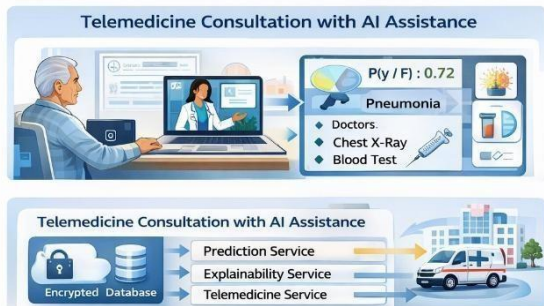 Telemedicine Consultation with AI Assistance
P(y / F) : 0.72
Pneumonia
Doctors.
Chest X-Ray
Blood Test
Telemedicine Consultation with AI Assistance
Prediction Service
Explainability Service
Telemedicine Service
Encrypted Database